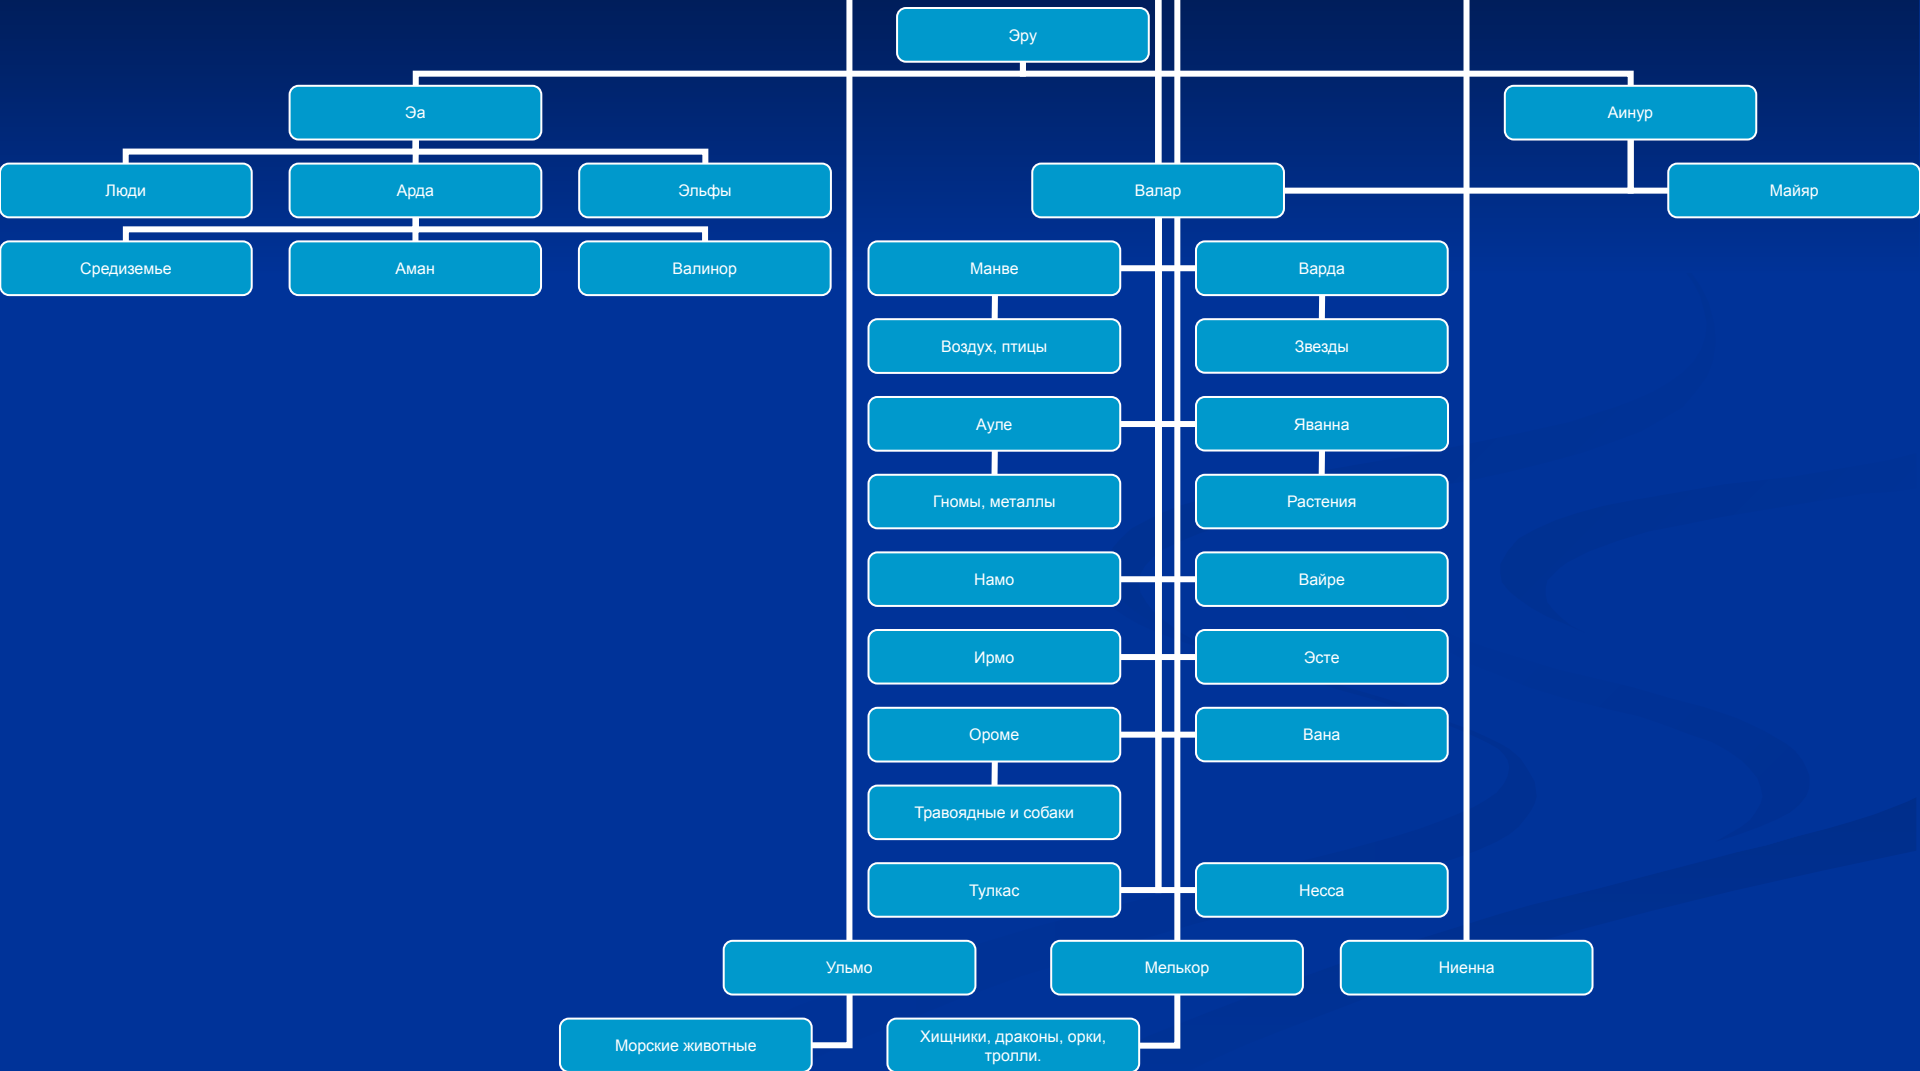 Эру
Эа
Аинур
Люди
Арда
Эльфы
Валар
Майяр
Средиземье
Аман
Валинор
Манве
Варда
Воздух, птицы
Звезды
Ауле
Яванна
Гномы, металлы
Растения
Намо
Вайре
Ирмо
Эсте
Ороме
Вана
Травоядные и собаки
Тулкас
Несса
Ульмо
Мелькор
Ниенна
Морские животные
Хищники, драконы, орки,
тролли.